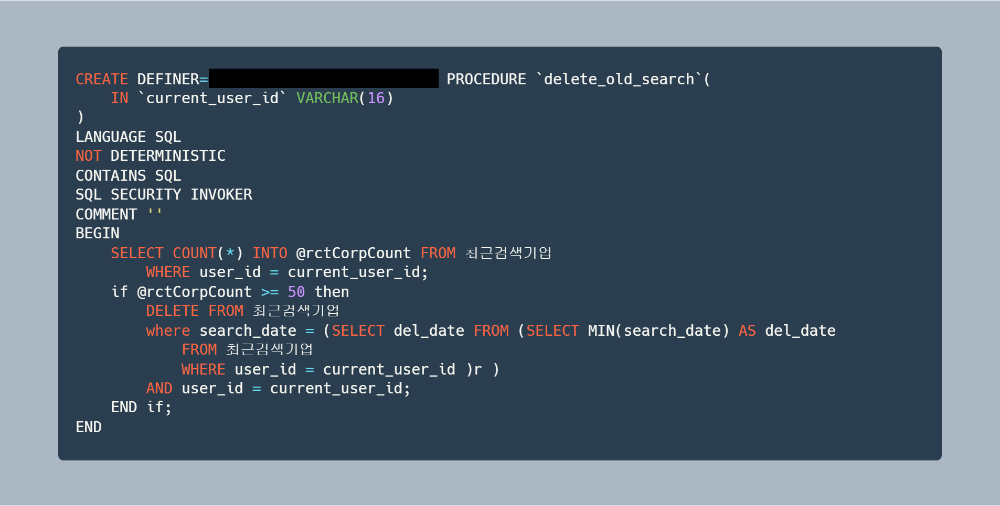 CREATE DEFINER= PROCEDURE `delete_old_search`(
    IN `current_user_id` VARCHAR(16)
)
LANGUAGE SQL
NOT DETERMINISTIC
CONTAINS SQL
SQL SECURITY INVOKER
COMMENT ''
BEGIN
    SELECT COUNT(*) INTO @rctCorpCount FROM 최근검색기업
        WHERE user_id = current_user_id;
    if @rctCorpCount >= 50 then
        DELETE FROM 최근검색기업
        where search_date = (SELECT del_date FROM (SELECT MIN(search_date) AS del_date
            FROM 최근검색기업
            WHERE user_id = current_user_id )r )
        AND user_id = current_user_id;
    END if;
END